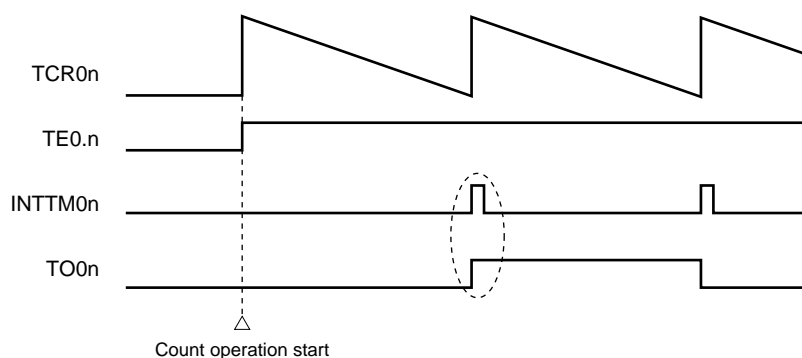 TCR0n
TE0.n
INTTM0n
TO0n
Count operation start